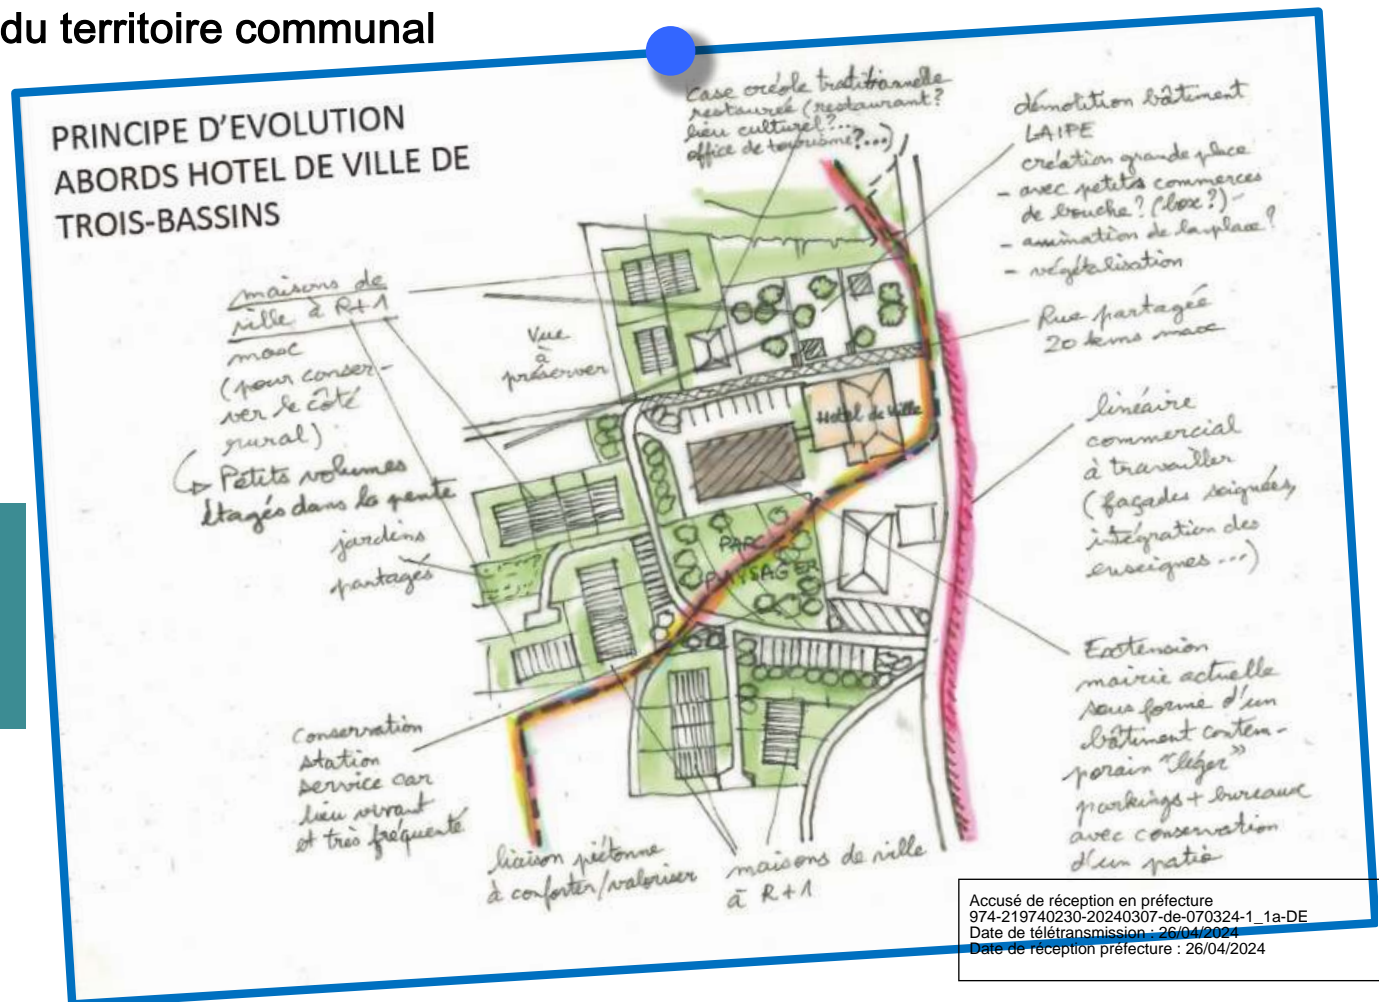 du territoire communal
PRINCIPE D'EVOLUTION
ABORDS HOTEL DE VILLE DE
TROIS-BASSINS
Case créole traditionnelle
restaurée (restaurant?
lieu culturel?...
office de tourisme?...)
démolition bâtiment
LAIPE
création grande place
- avec petits commerces
de bouche? (box?) -
- animation de la place?
- végétalisation
maisons de
ville à R+1
max
(pour conser-
ver le côté
rural)
Petits volumes
étagés dans la pente
Vue
à
préserver
Rue partagée
20 kms max
Hotel de Ville
linéaire
commercial
à travailler
(façades soignées,
intégration des
enseignes...)
jardins
partagés
PARC
PAYSAGER
Extension
mairie actuelle
sous forme d'un
bâtiment contem-
porain "léger"
parkings + bureaux
avec conservation
d'un patio
Conservation
station
service car
lieu vivant
et très fréquenté
liaison piétonne
à conforter/valoriser
maisons de ville
à R+1
Accusé de réception en préfecture
974-219740230-20240307-de-070324-1_1a-DE
Date de télétransmission : 26/04/2024
Date de réception préfecture : 26/04/2024